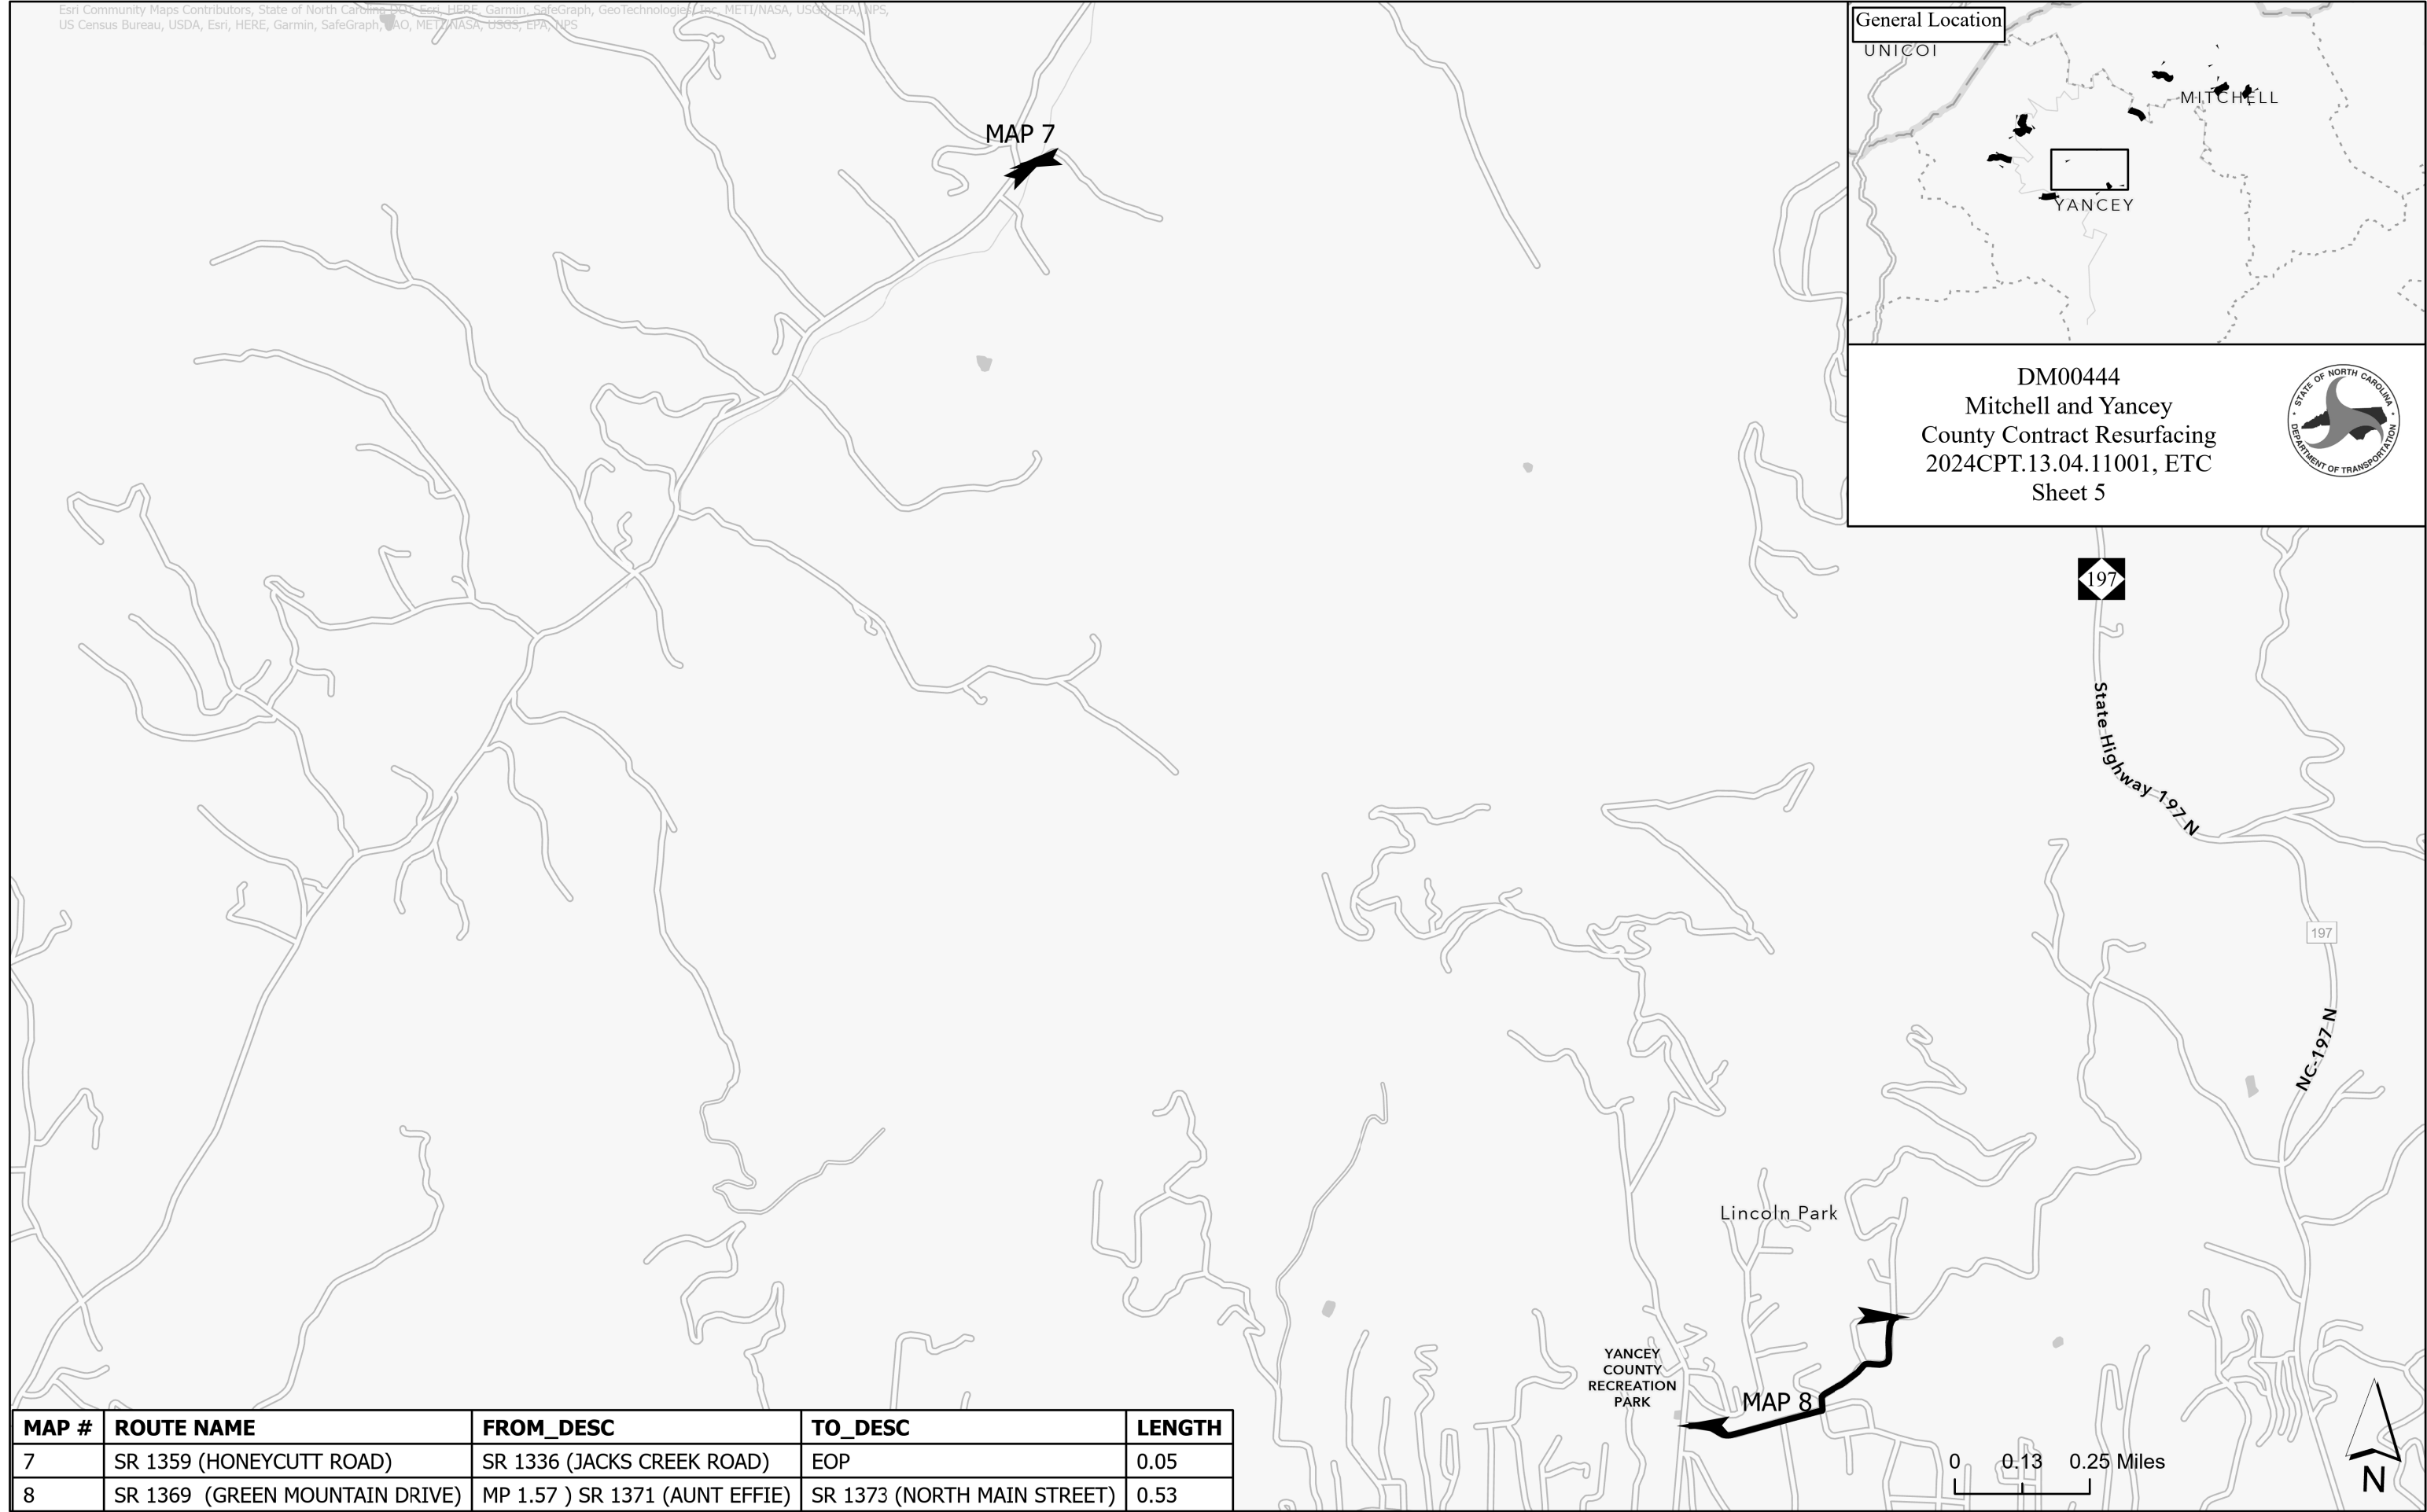 Esri Community Maps Contributors, State of North Carolina DOT, Esri, HERE, Garmin, SafeGraph, GeoTechnologies, Inc, METI/NASA, USGS, EPA, NPS,
US Census Bureau, USDA, Esri, HERE, Garmin, SafeGraph, FAO, METI/NASA, USGS, EPA, NPS
General Location
UNICOI
MITCHELL
YANCEY
MAP 7
DM00444
Mitchell and Yancey
County Contract Resurfacing
2024CPT.13.04.11001, ETC
Sheet 5
STATE OF NORTH CAROLINA
DEPARTMENT OF TRANSPORTATION
197
State Highway 197 N
197
NC-197 N
Lincoln Park
YANCEY
COUNTY
RECREATION
PARK
MAP 8
MAP # ROUTE NAME FROM_DESC TO_DESC LENGTH
7 SR 1359 (HONEYCUTT ROAD) SR 1336 (JACKS CREEK ROAD) EOP 0.05
8 SR 1369 (GREEN MOUNTAIN DRIVE) MP 1.57 ) SR 1371 (AUNT EFFIE) SR 1373 (NORTH MAIN STREET) 0.53
0 0.13 0.25 Miles
N